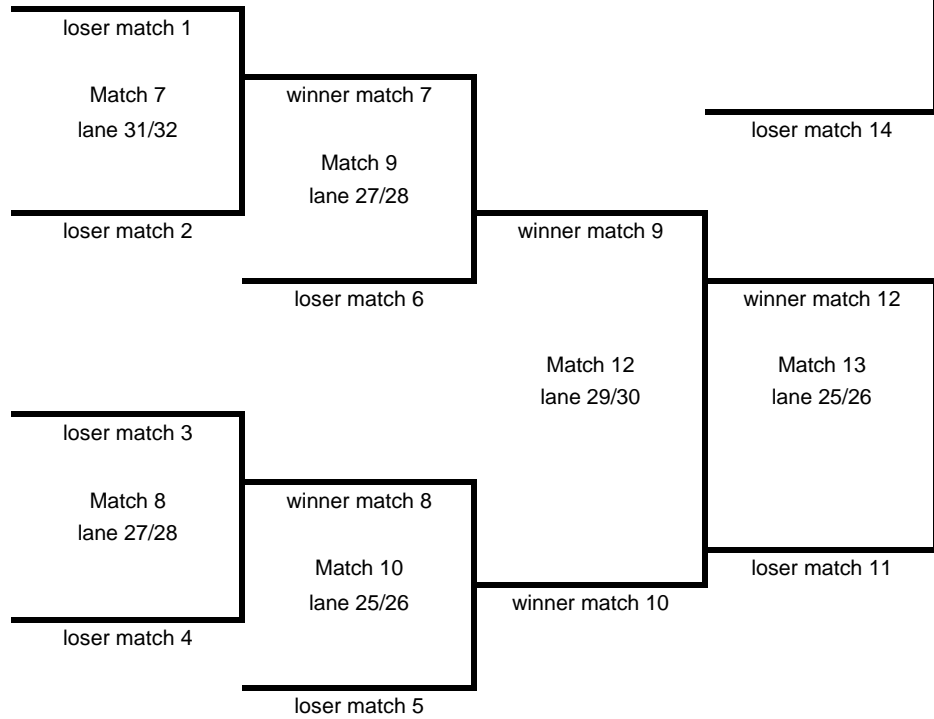 loser match 1
Match 7
lane 31/32
loser match 2
winner match 7
Match 9
lane 27/28
loser match 6
loser match 14
winner match 9
Match 12
lane 29/30
winner match 12
Match 13
lane 25/26
loser match 3
Match 8
lane 27/28
loser match 4
winner match 8
Match 10
lane 25/26
loser match 5
winner match 10
loser match 11